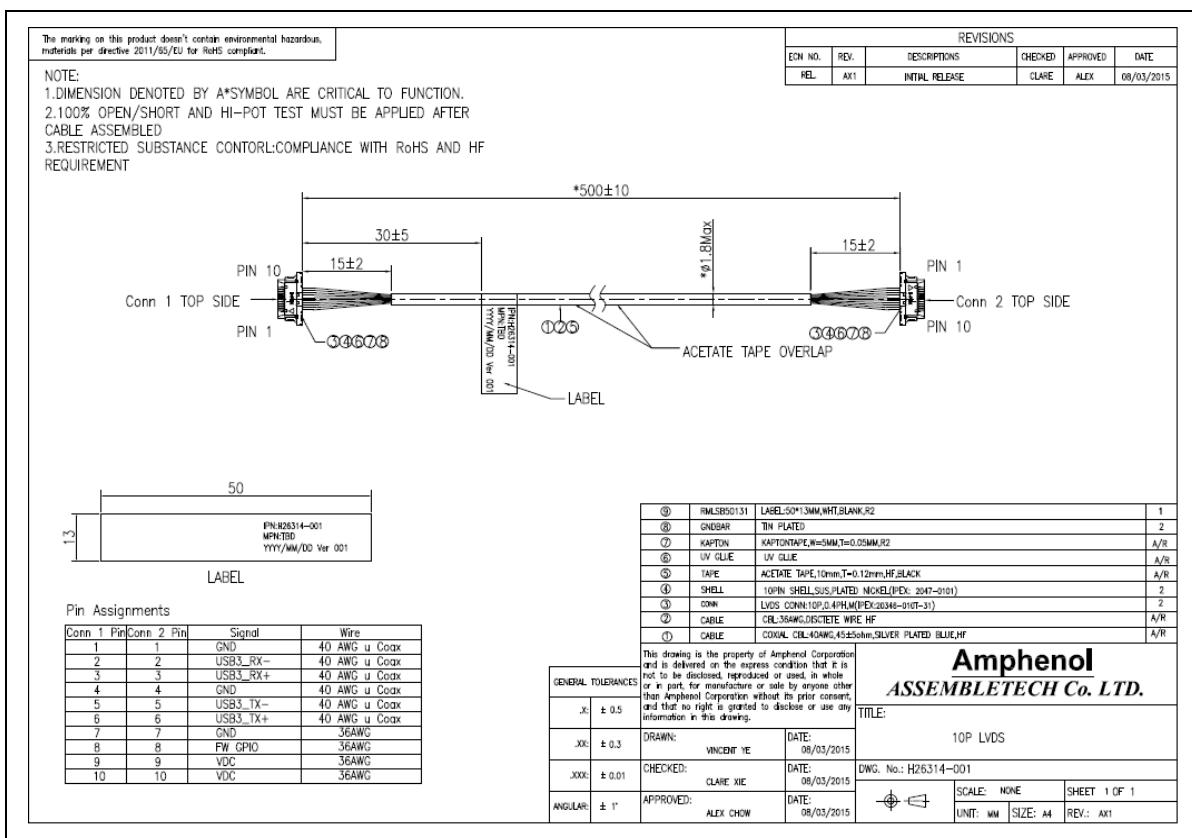 The marking on this product doesn't contain environmental hazardous,
materials per directive 2011/65/EU for RoHS compliant.
REVISIONS
ECN NO. REV. DESCRIPTIONS CHECKED APPROVED DATE
REL. AX1 INITIAL RELEASE CLARE ALEX 08/03/2015
NOTE:
1.DIMENSION DENOTED BY A*SYMBOL ARE CRITICAL TO FUNCTION.
2.100% OPEN/SHORT AND HI-POT TEST MUST BE APPLIED AFTER
CABLE ASSEMBLED
3.RESTRICTED SUBSTANCE CONTORL:COMPLIANCE WITH RoHS AND HF
REQUIREMENT
*500±10
30±5
15±2
*ø1.8Max
15±2
PIN 10
Conn 1 TOP SIDE
PIN 1
③④⑥⑦⑧
IPN:H26314-001
MPN:TBD
YYYY/MM/DD Ver 001
①②⑤
ACETATE TAPE OVERLAP
LABEL
PIN 1
Conn 2 TOP SIDE
PIN 10
③④⑥⑦⑧
50
13
IPN:H26314-001
MPN:TBD
YYYY/MM/DD Ver 001
LABEL
Pin Assignments
Conn 1 Pin Conn 2 Pin Signal Wire
1 1 GND 40 AWG u Coax
2 2 USB3_RX- 40 AWG u Coax
3 3 USB3_RX+ 40 AWG u Coax
4 4 GND 40 AWG u Coax
5 5 USB3_TX- 40 AWG u Coax
6 6 USB3_TX+ 40 AWG u Coax
7 7 GND 36AWG
8 8 FW GPIO 36AWG
9 9 VDC 36AWG
10 10 VDC 36AWG
⑨ RMLSB50131 LABEL:50*13MM,WHT,BLANK,R2 1
⑧ GNDBAR TIN PLATED 2
⑦ KAPTON KAPTONTAPE,W=5MM,T=0.05MM,R2 A/R
⑥ UV GLUE UV GLUE A/R
⑤ TAPE ACETATE TAPE,10mm,T=0.12mm,HF,BLACK A/R
④ SHELL 10PIN SHELL,SUS,PLATED NICKEL(IPEX: 2047-0101) 2
③ CONN LVDS CONN:10P,0.4PH,M(IPEX:20346-010T-31) 2
② CABLE CBL:36AWG,DISCTETE WIRE HF A/R
① CABLE COXIAL CBL:40AWG,45±5ohm,SILVER PLATED BLUE,HF A/R
GENERAL TOLERANCES
.X: ± 0.5
.XX: ± 0.3
.XXX: ± 0.01
ANGULAR: ± 1°
This drawing is the property of Amphenol Corporation
and is delivered on the express condition that it is
not to be disclosed, reproduced or used, in whole
or in part, for manufacture or sale by anyone other
than Amphenol Corporation without its prior consent,
and that no right is granted to disclose or use any
information in this drawing.
DRAWN: VINCENT YE DATE: 08/03/2015
CHECKED: CLARE XIE DATE: 08/03/2015
APPROVED: ALEX CHOW DATE: 08/03/2015
Amphenol
ASSEMBLETECH Co. LTD.
TITLE:
10P LVDS
DWG. No.: H26314-001
SCALE: NONE SHEET 1 OF 1
UNIT: MM SIZE: A4 REV.: AX1